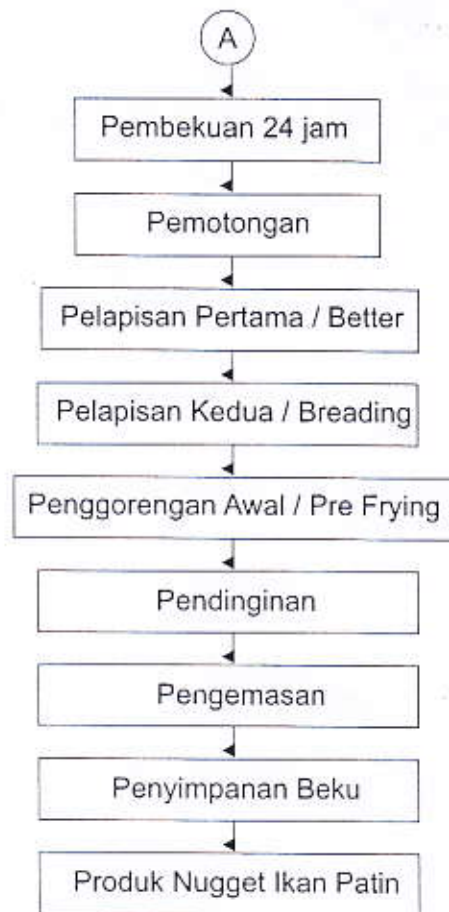 A
Pembekuan 24 jam
Pemotongan
Pelapisan Pertama / Better
Pelapisan Kedua / Breading
Penggorengan Awal / Pre Frying
Pendinginan
Pengemasan
Penyimpanan Beku
Produk Nugget Ikan Patin